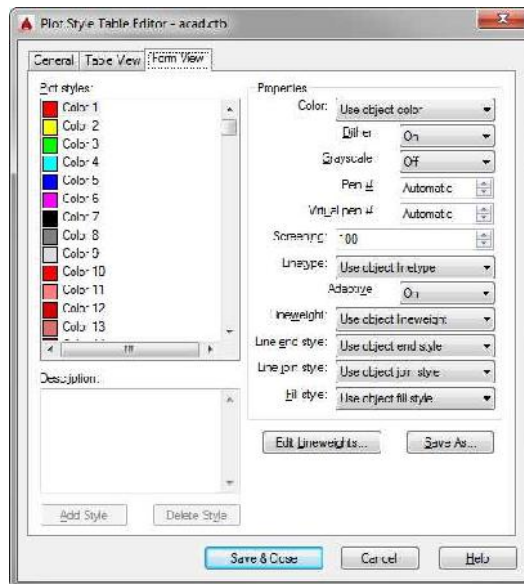 Plot Style Table Editor - acad.ctb
General Table View Form View
Plot styles:
Color 1
Color 2
Color 3
Color 4
Color 5
Color 6
Color 7
Color 8
Color 9
Color 10
Color 11
Color 12
Color 13
Description:
Add Style Delete Style
Properties
Color: Use object color
Dither On
Grayscale Off
Pen # Automatic
Virtual pen # Automatic
Screening: 100
Linetype: Use object linetype
Adaptive On
Lineweight: Use object lineweight
Line end style: Use object end style
Line join style: Use object join style
Fill style: Use object fill style
Edit Lineweights... Save As...
Save & Close Cancel Help